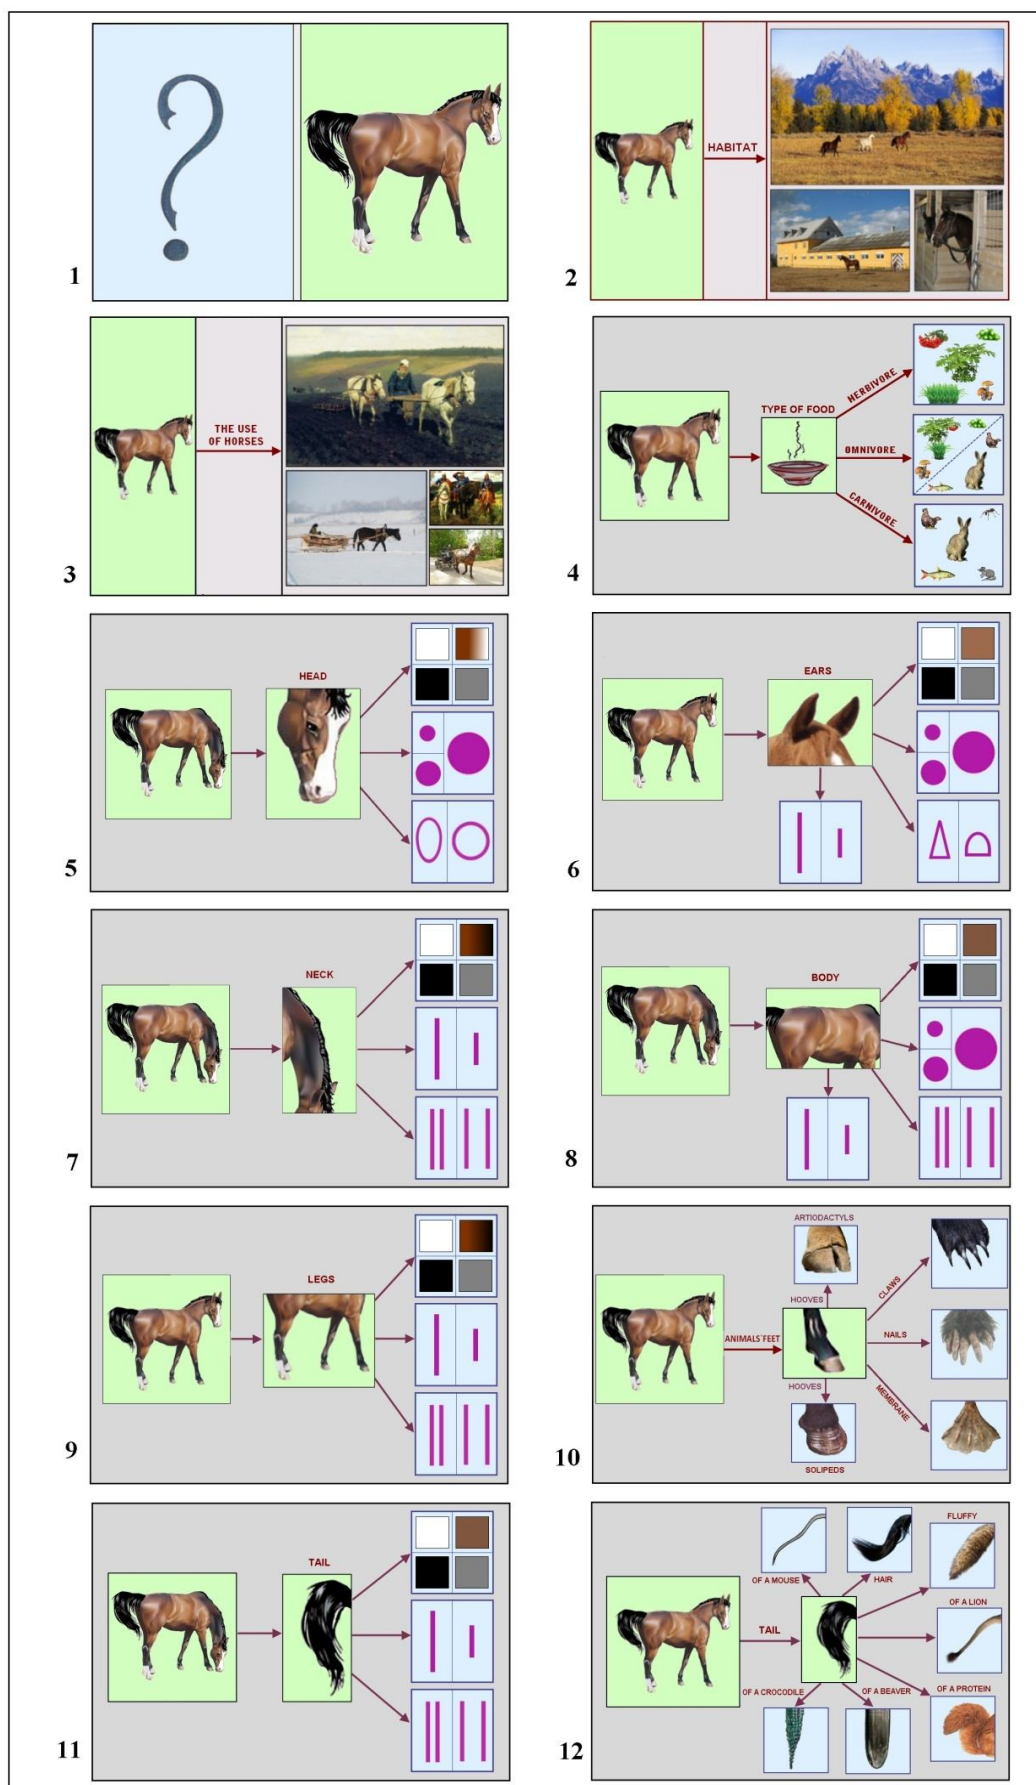 1
HABITAT
2
THE USE
OF HORSES
3
TYPE OF FOOD
HERBIVORE
OMNIVORE
CARNIVORE
4
HEAD
5
EARS
6
NECK
7
BODY
8
LEGS
9
ARTIODACTYLS
HOOVES
CLAWS
ANIMALS'FEET
NAILS
HOOVES
MEMBRANE
SOLIPEDS
10
TAIL
11
FLUFFY
OF A MOUSE
HAIR
OF A LION
TAIL
OF A CROCODILE
OF A BEAVER
OF A PROTEIN
12